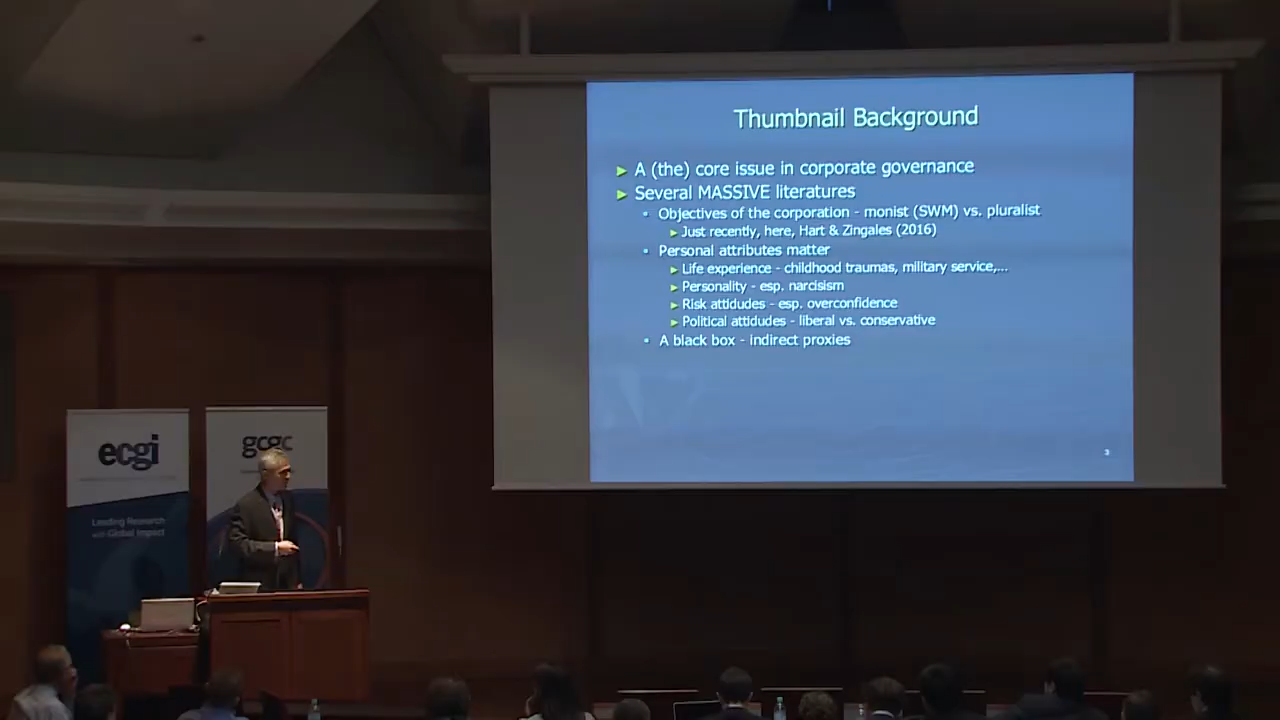 Thumbnail Background
► A (the) core issue in corporate governance
► Several MASSIVE literatures
• Objectives of the corporation - monist (SWM) vs. pluralist
► Just recently, here, Hart & Zingales (2016)
• Personal attributes matter
► Life experience - childhood traumas, military service,...
► Personality - esp. narcisism
► Risk attidudes - esp. overconfidence
► Political attidudes - liberal vs. conservative
• A black box - indirect proxies
3
ecgi
Leading Research
with Global Impact
gcgc